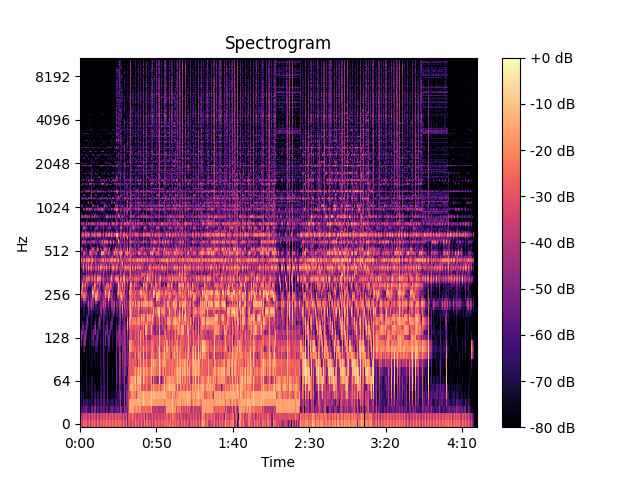 Spectrogram
8192
4096
2048
1024
512
256
128
64
0
Hz
0:00 0:50 1:40 2:30 3:20 4:10
Time
+0 dB
-10 dB
-20 dB
-30 dB
-40 dB
-50 dB
-60 dB
-70 dB
-80 dB